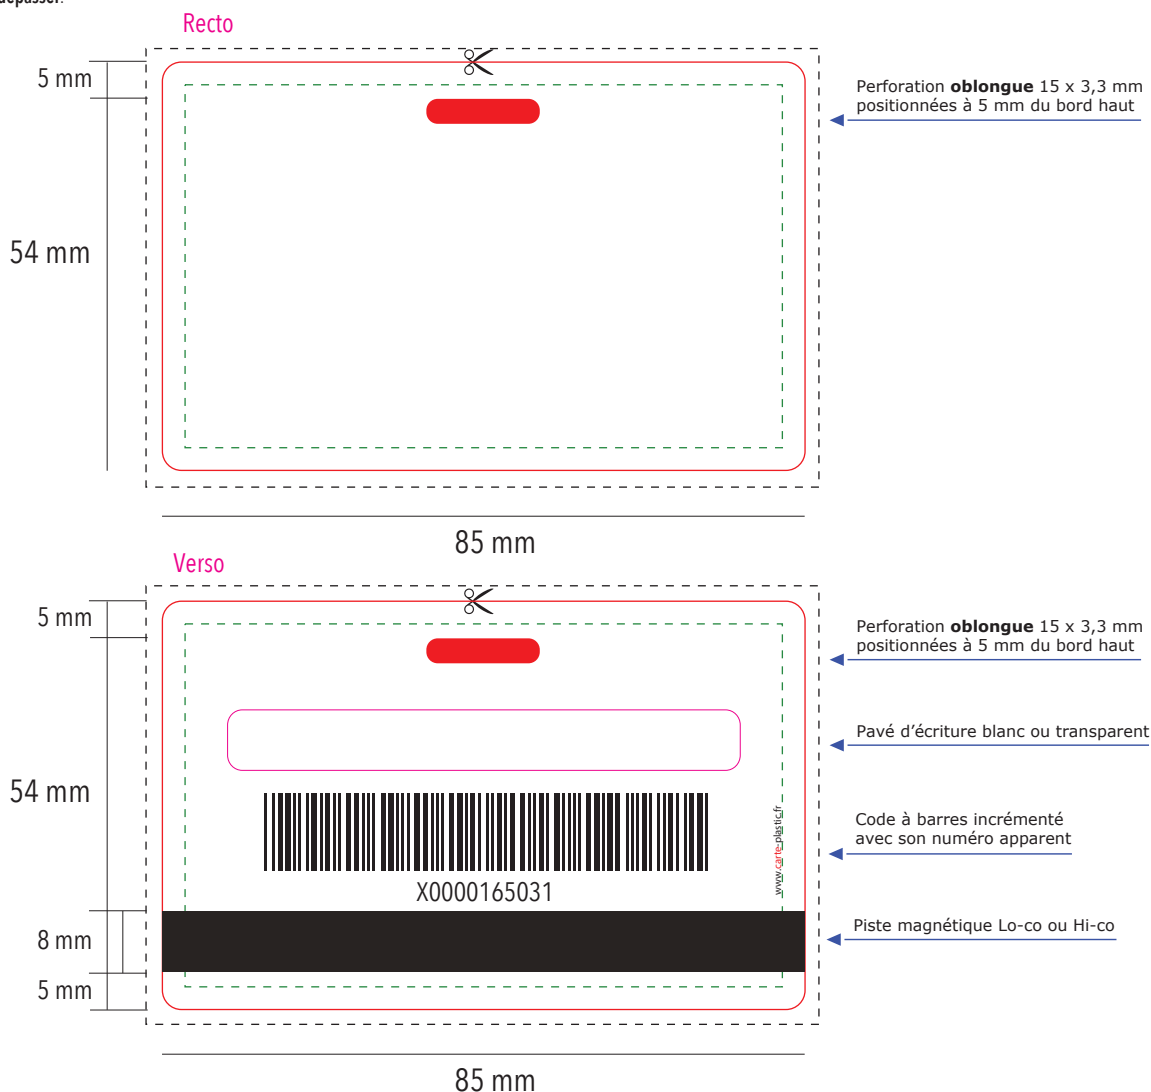 dépasser.
Recto
5 mm
Perforation oblongue 15 x 3,3 mm
positionnées à 5 mm du bord haut
54 mm
85 mm
Verso
5 mm
Perforation oblongue 15 x 3,3 mm
positionnées à 5 mm du bord haut
Pavé d’écriture blanc ou transparent
54 mm
Code à barres incrémenté
avec son numéro apparent
www.carte-plastic.fr
X0000165031
8 mm
Piste magnétique Lo-co ou Hi-co
5 mm
85 mm